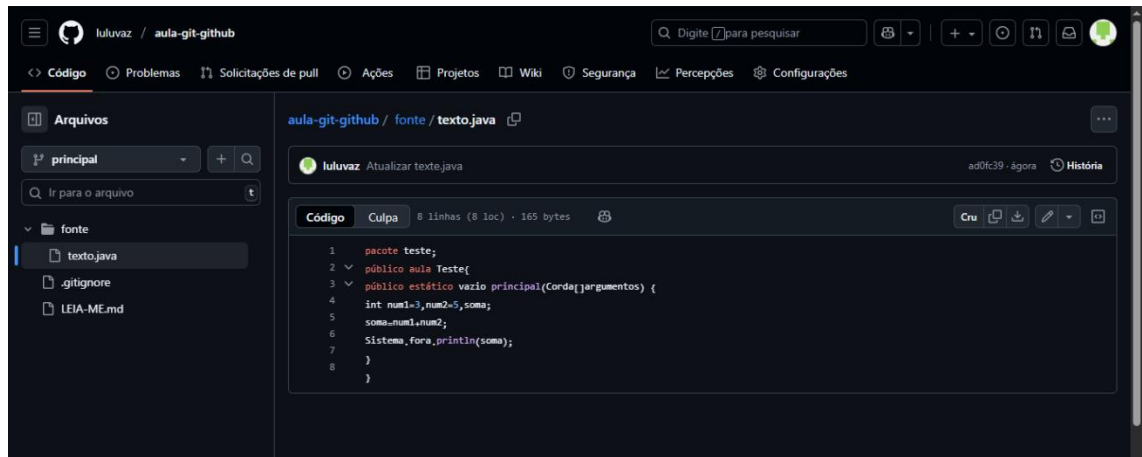 luluvaz / aula-git-github
Digite / para pesquisar
Código Problemas Solicitações de pull Ações Projetos Wiki Segurança Percepções Configurações
Arquivos
principal
Ir para o arquivo t
fonte
texto.java
.gitignore
LEIA-ME.md
aula-git-github / fonte / texto.java
luluvaz Atualizar texte.java ad0fc39 · ágora História
Código Culpa 8 linhas (8 loc) · 165 bytes Cru
1 pacote teste;
2 público aula Teste{
3 público estático vazio principal(Corda[]argumentos) {
4 int num1=3,num2=5,soma;
5 soma=num1+num2;
6 Sistema.fora.println(soma);
7 }
8 }